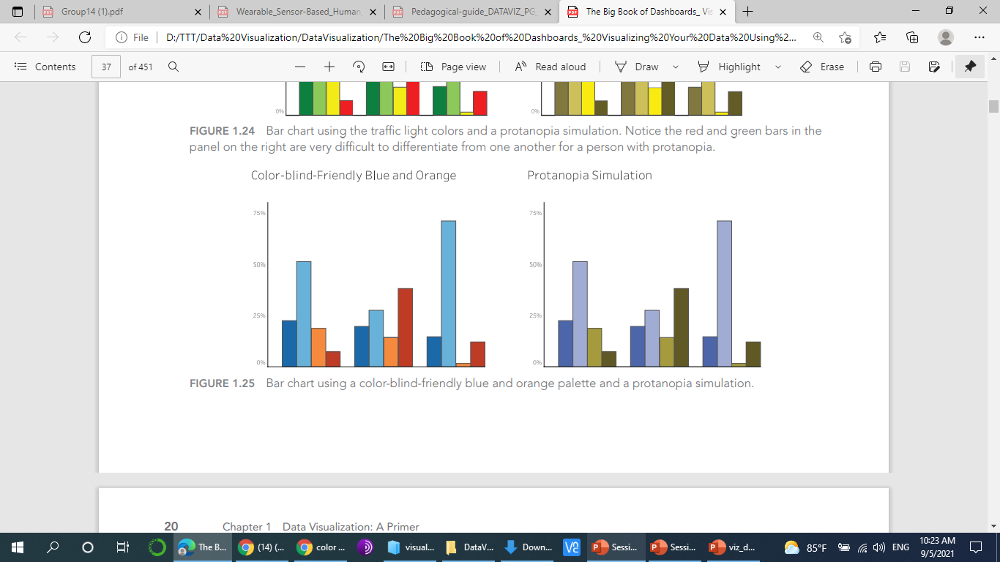 Group14 (1).pdf
Wearable_Sensor-Based_Human_
Pedagogical-guide_DATAVIZ_PG_
The Big Book of Dashboards_ Vis
File
D:/TTT/Data%20Visualization/DataVisualization/The%20Big%20Book%20of%20Dashboards_%20Visualizing%20Your%20Data%20Using%2...
Contents
37 of 451
Page view
Read aloud
Draw
Highlight
Erase
0%
0%
FIGURE 1.24 Bar chart using the traffic light colors and a protanopia simulation. Notice the red and green bars in the
panel on the right are very difficult to differentiate from one another for a person with protanopia.
Color-blind-Friendly Blue and Orange
75%
50%
25%
0%
Protanopia Simulation
75%
50%
25%
0%
FIGURE 1.25 Bar chart using a color-blind-friendly blue and orange palette and a protanopia simulation.
20 Chapter 1 Data Visualization: A Primer
The B...
(14) (...
color ...
visual...
DataV...
Down...
Sessi...
Sessi...
viz_d...
85°F
ENG
10:23 AM
9/5/2021